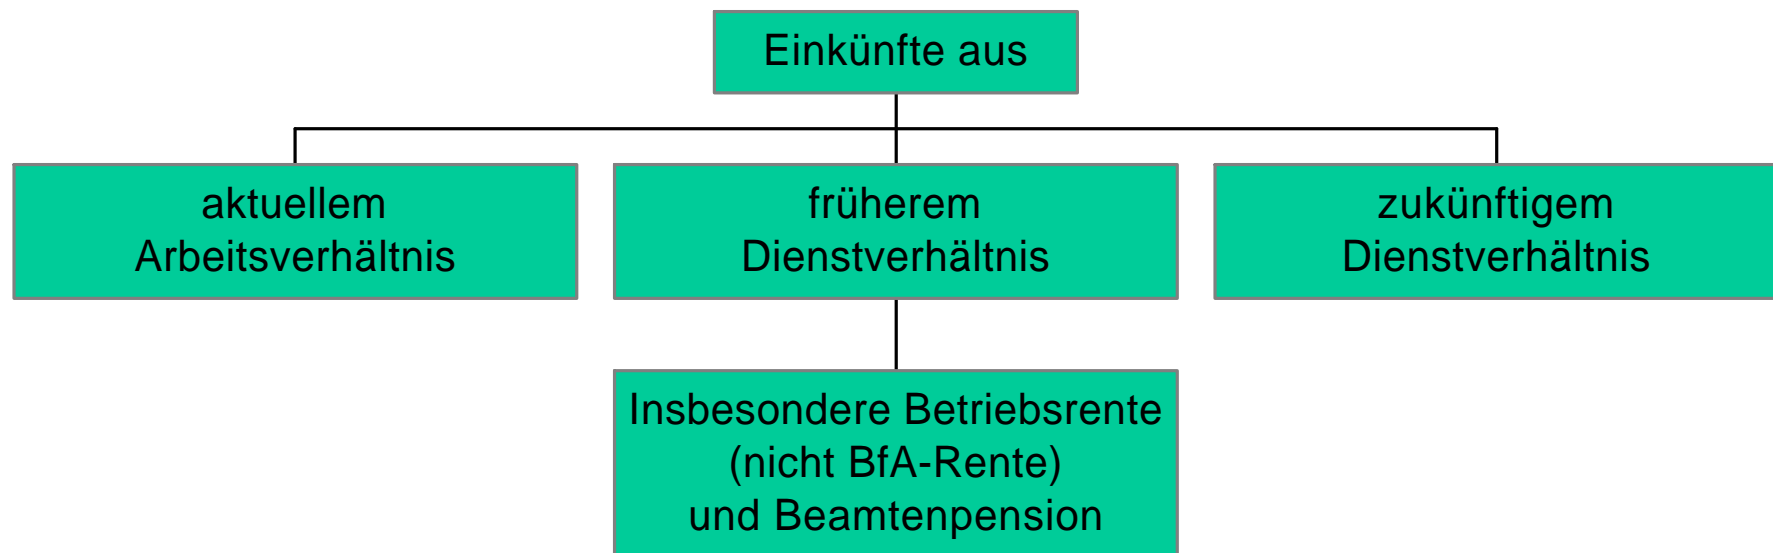 Einkünfte aus
aktuellem
Arbeitsverhältnis
früherem
Dienstverhältnis
zukünftigem
Dienstverhältnis
Insbesondere Betriebsrente
(nicht BfA-Rente)
und Beamtenpension